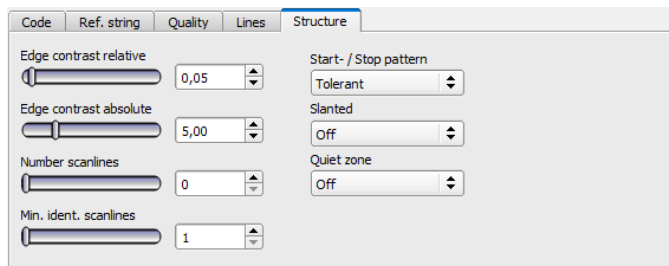 Code Ref. string Quality Lines Structure
Edge contrast relative
0,05
Edge contrast absolute
5,00
Number scanlines
0
Min. ident. scanlines
1
Start- / Stop pattern
Tolerant
Slanted
Off
Quiet zone
Off